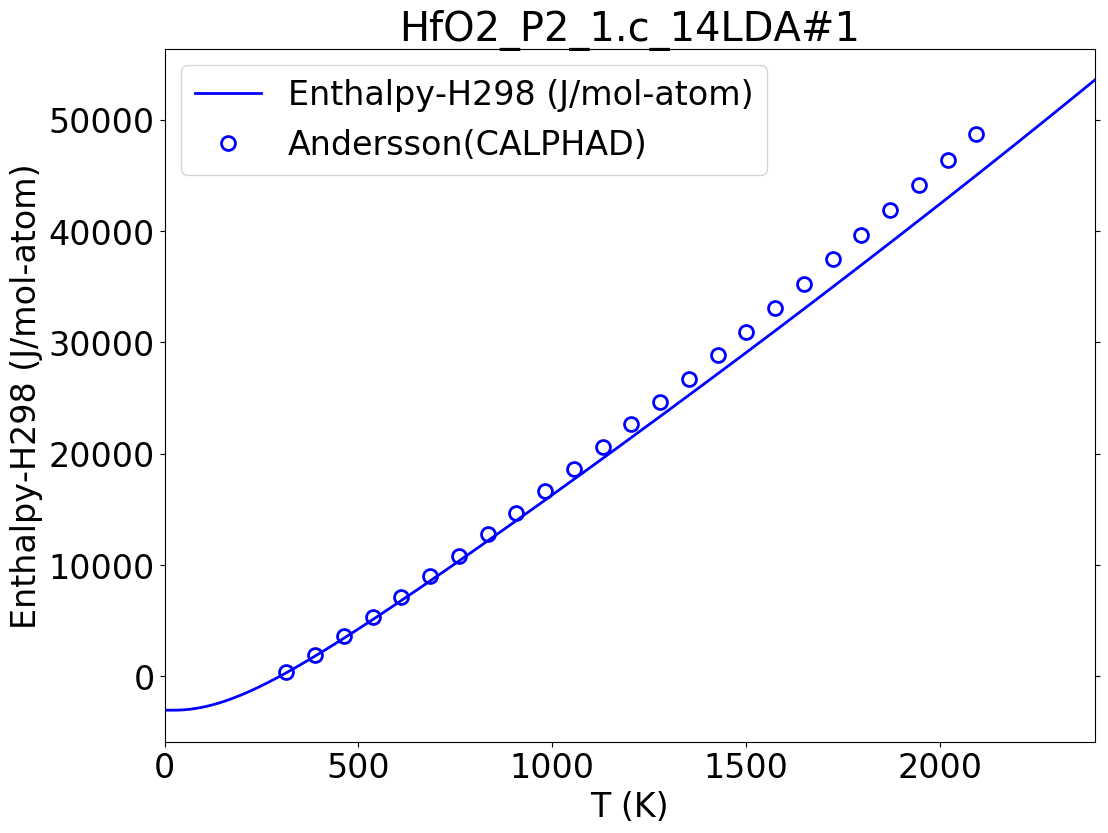 HfO2_P2_1.c_14LDA#1
Enthalpy-H298 (J/mol-atom)
Andersson(CALPHAD)
Enthalpy-H298 (J/mol-atom)
50000
40000
30000
20000
10000
0
0 500 1000 1500 2000
T (K)